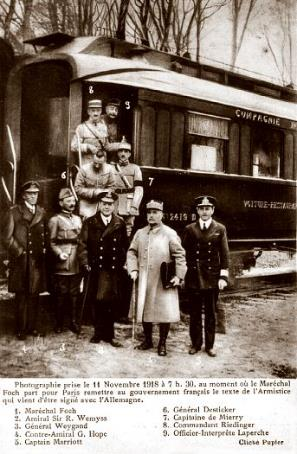 8
9
7
COMPAGNIE
VOITURE-RESTAURANT
2419 D
Photographie prise le 11 Novembre 1918 à 7 h. 30, au moment où le Maréchal
Foch part pour Paris remettre au gouvernement français le texte de l'Armistice
qui vient d'être signé avec l'Allemagne.
1. Maréchal Foch
2. Amiral Sir R. Wemyss
3. Général Weygand
4. Contre-Amiral G. Hope
5. Captain Marriott
6. Général Desticker
7. Capitaine de Mierry
8. Commandant Riedinger
9. Officier-Interprète Laperche
Cliché Papier